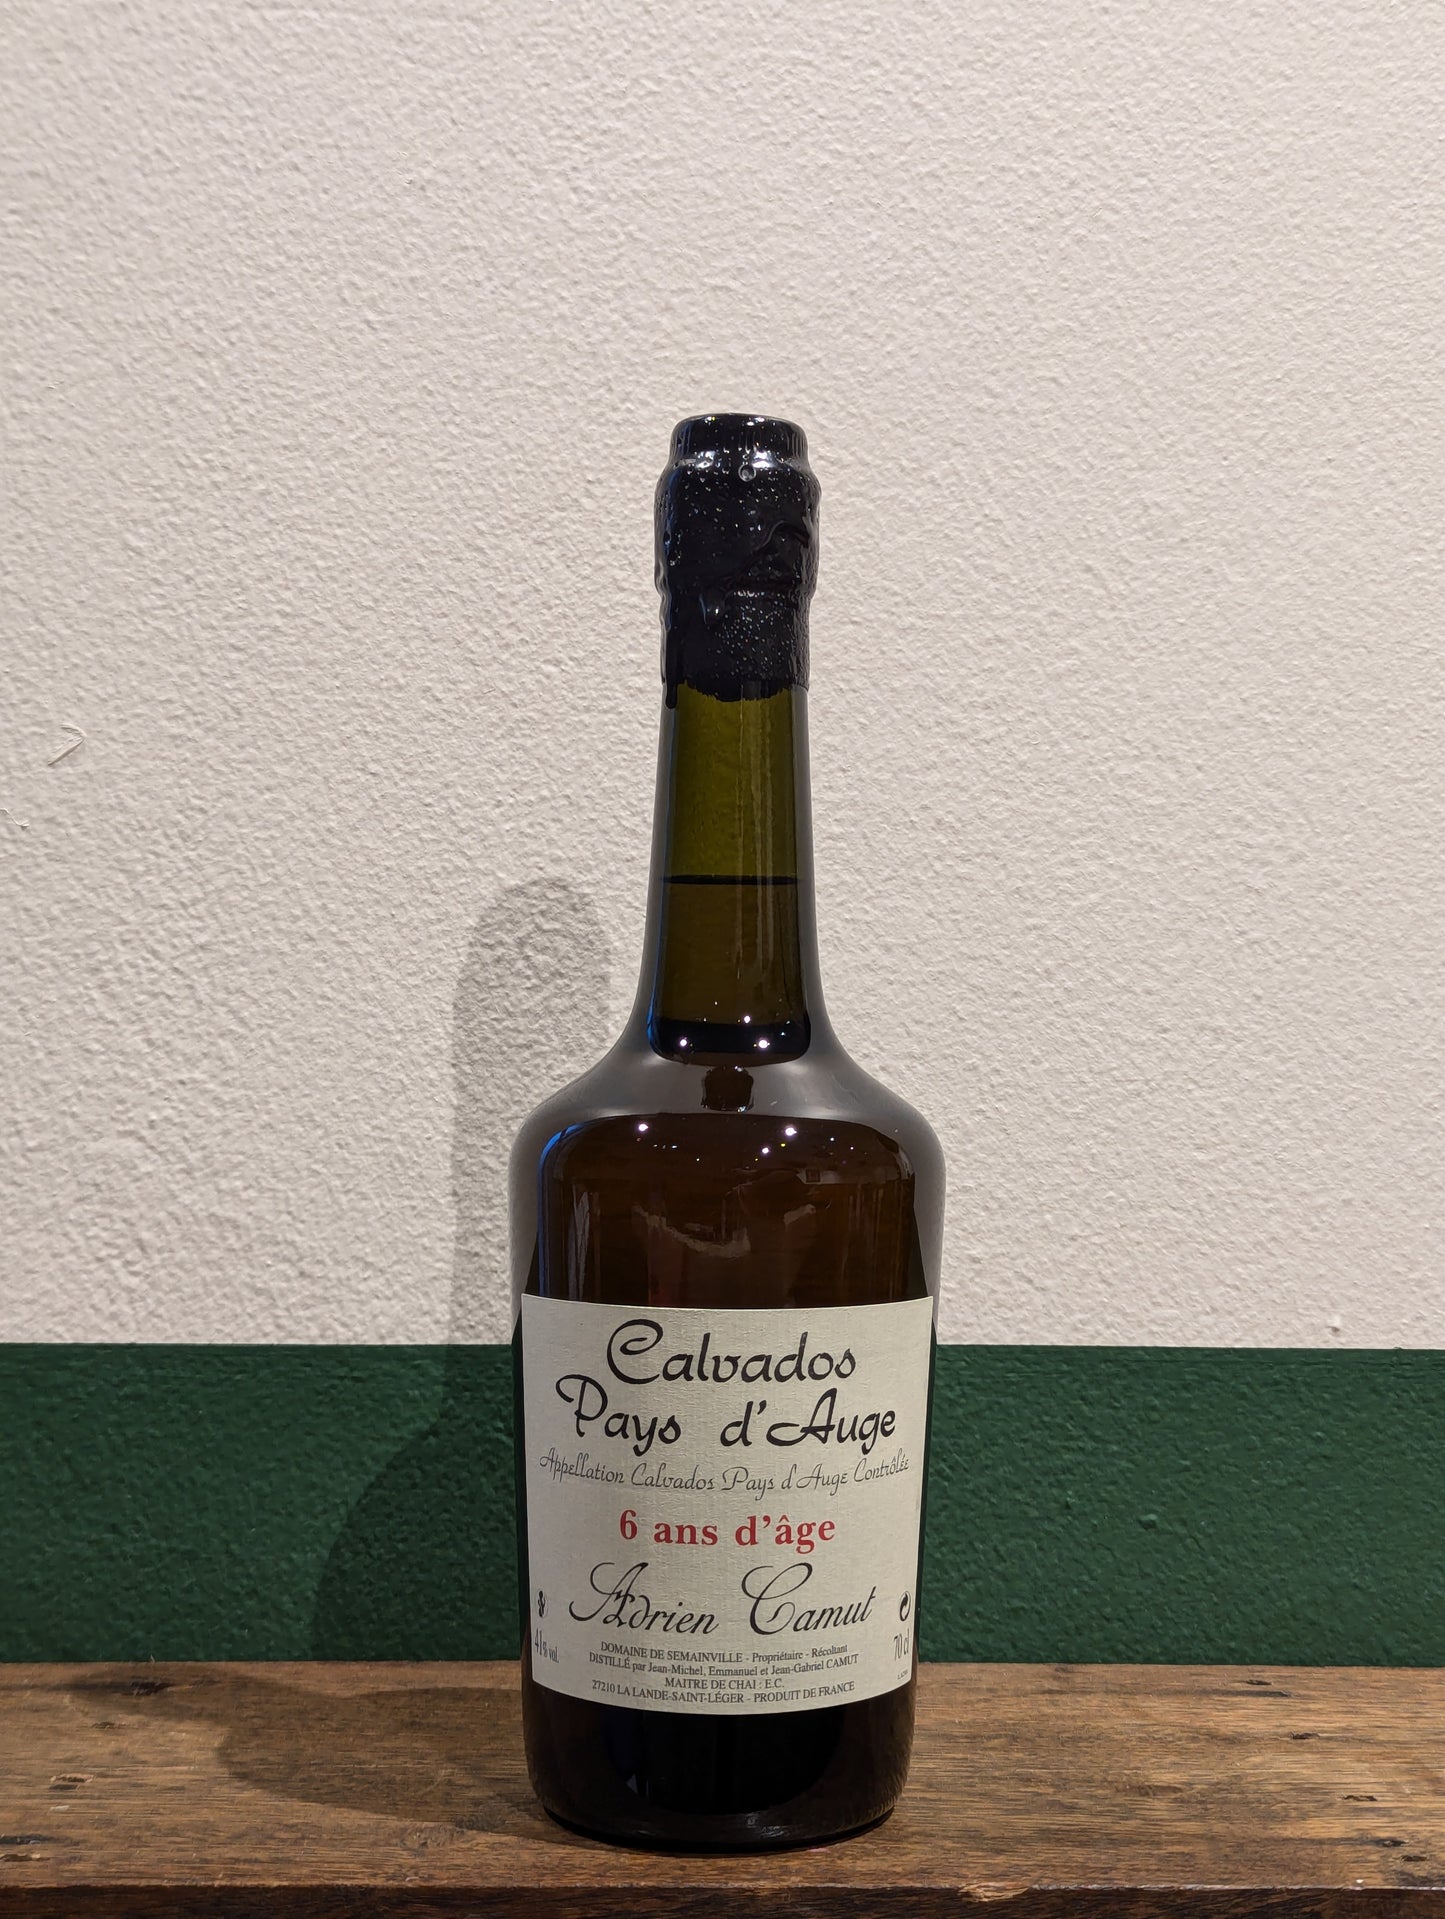 Calvados
Pays d'Auge
Appellation Calvados Pays d'Auge Contrôlée
6 ans d'âge
Adrien Camut
41% vol.
70 cl
DOMAINE DE SEMAINVILLE - Propriétaire - Récoltant
DISTILLÉ par Jean-Michel, Emmanuel et Jean-Gabriel CAMUT
MAITRE DE CHAI : E.C.
27210 LA LANDE-SAINT-LÉGER - PRODUIT DE FRANCE